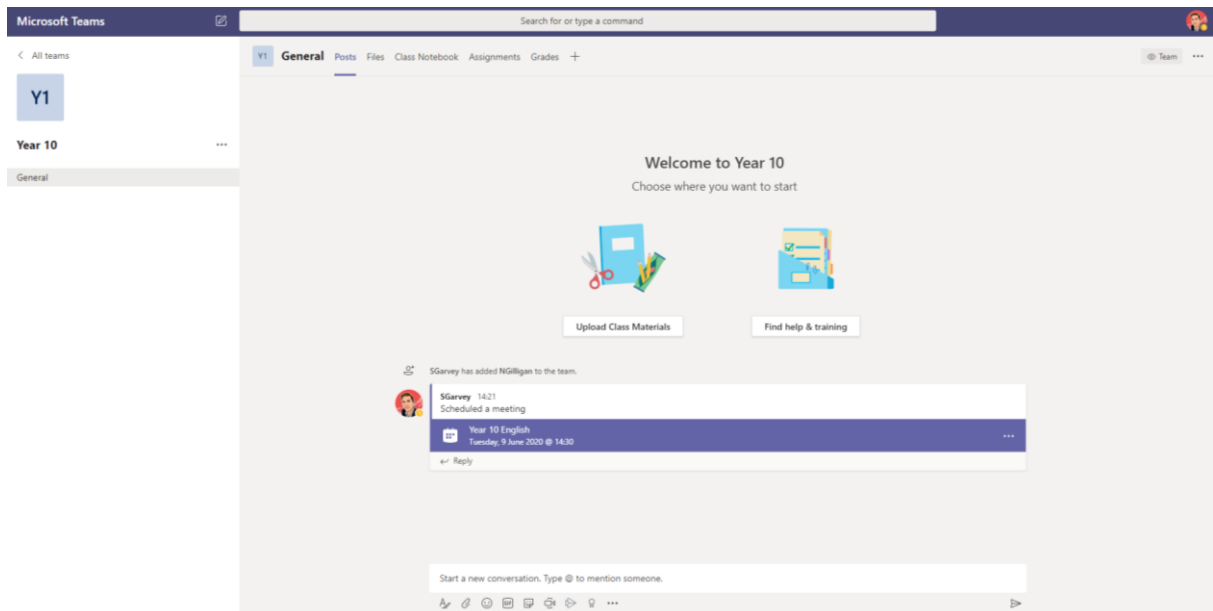 Microsoft Teams
Search for or type a command
All teams
Y1
Year 10
General
Y1 General Posts Files Class Notebook Assignments Grades
Team
Welcome to Year 10
Choose where you want to start
Upload Class Materials
Find help & training
SGarvey has added NGilligan to the team.
SGarvey 14:21
Scheduled a meeting
Year 10 English
Tuesday, 9 June 2020 @ 14:30
Reply
Start a new conversation. Type @ to mention someone.
GIF